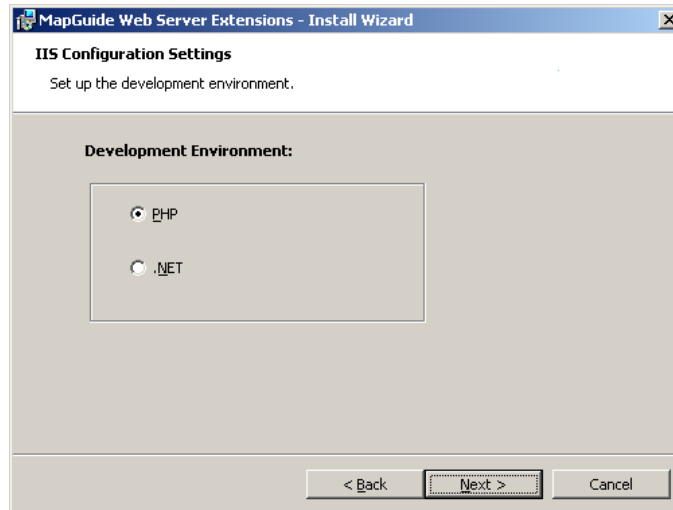 MapGuide Web Server Extensions - Install Wizard
IIS Configuration Settings
Set up the development environment.
Development Environment:
PHP
.NET
< Back
Next >
Cancel